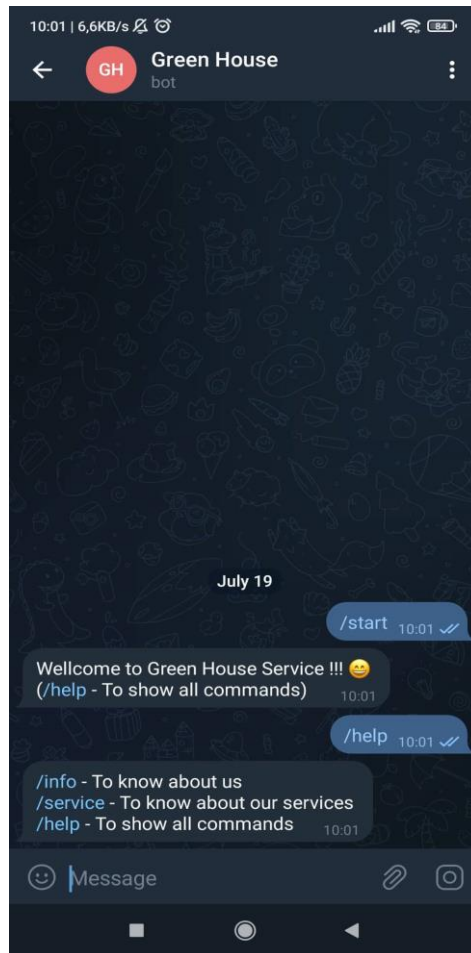 10:01 | 6,6KB/s
84
GH
Green House
bot
July 19
/start 10:01
Wellcome to Green House Service !!! 😄
(/help - To show all commands) 10:01
/help 10:01
/info - To know about us
/service - To know about our services
/help - To show all commands 10:01
Message